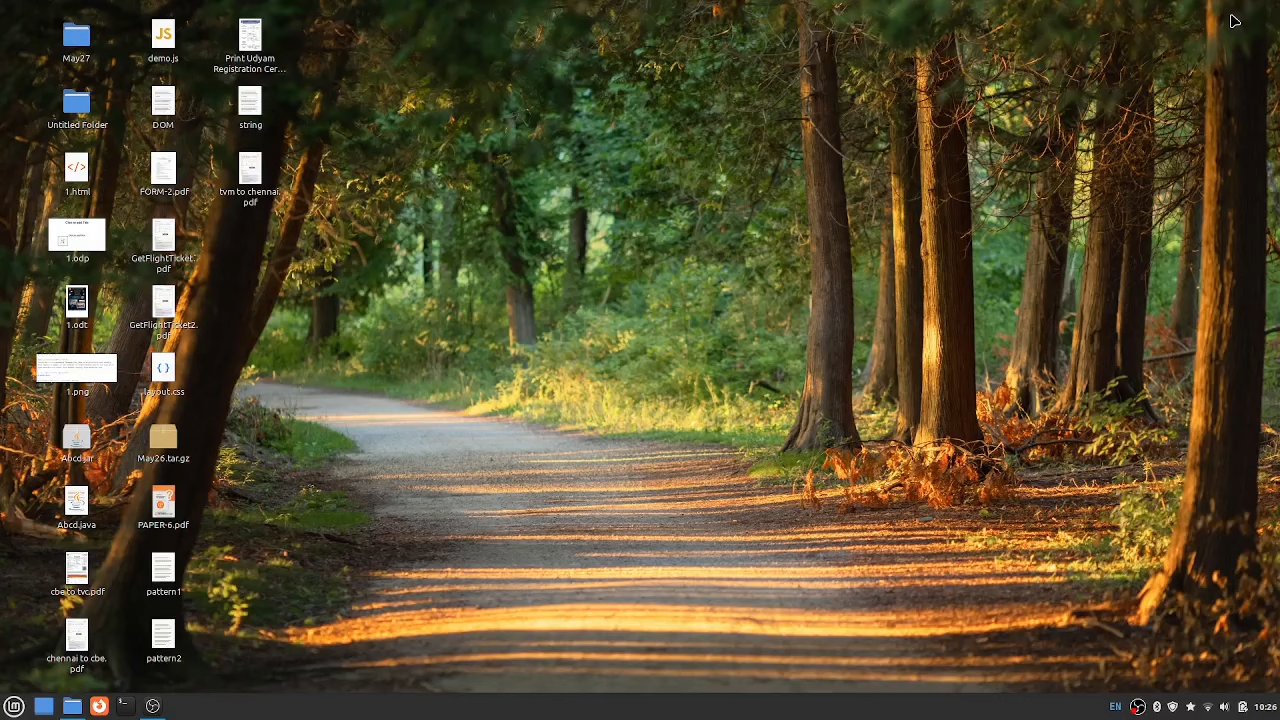 May27
demo.js
JS
Print Udyam
Registration Cer...
Untitled Folder
DOM
string
</>
1.html
FORM-2.pdf
tvm to chennai.
pdf
1.odp
GetFlightTicket.
pdf
1.odt
GetFlightTicket2.
pdf
1.png
{ }
layout.css
Abcd.jar
May26.tar.gz
Abcd.java
PAPER-6.pdf
cbe to tvc.pdf
pattern1
chennai to cbe.
pdf
pattern2
EN
10:26